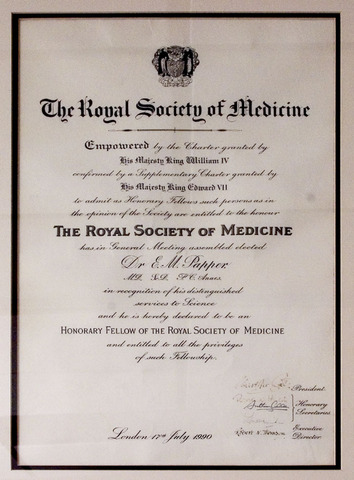 The Royal Society of Medicine
Empowered by the Charter granted by
His Majesty King William IV
confirmed by a Supplementary Charter granted by
His Majesty King Edward VII
to admit as Honorary Fellows such persons as in
the opinion of the Society are entitled to the honour
THE ROYAL SOCIETY OF MEDICINE
has in General Meeting assembled elected
Dr E.M. Papper
MD.
in recognition of his distinguished
services to Science
and he is hereby declared to be an
HONORARY FELLOW OF THE ROYAL SOCIETY OF MEDICINE
and entitled to all the privileges
of such Fellowship.
President
Honorary
Secretaries
Executive
Director
London 17th July 1990